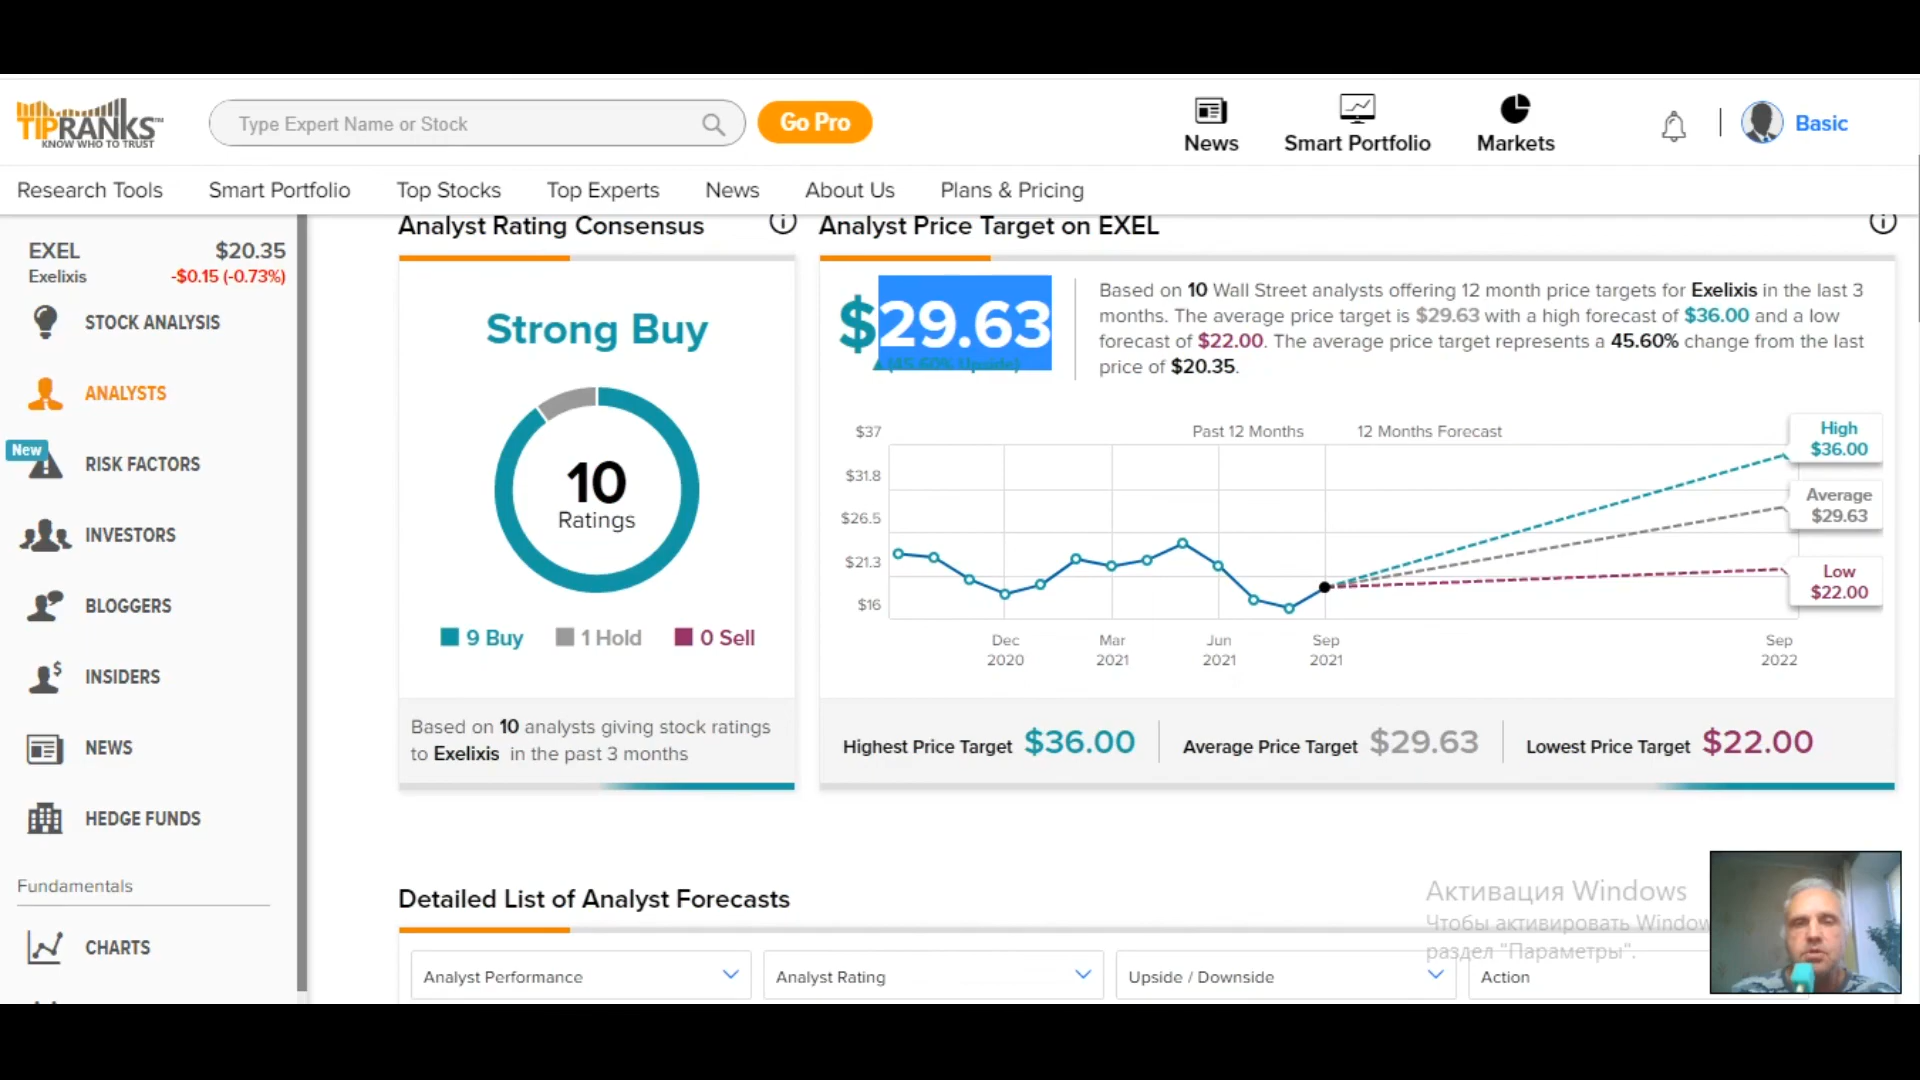 TIPRANKS™
KNOW WHO TO TRUST
Type Expert Name or Stock
Go Pro
News
Smart Portfolio
Markets
Basic
Research Tools
Smart Portfolio
Top Stocks
Top Experts
News
About Us
Plans & Pricing
EXEL
$20.35
Exelixis
-$0.15 (-0.73%)
STOCK ANALYSIS
ANALYSTS
New
RISK FACTORS
INVESTORS
BLOGGERS
INSIDERS
NEWS
HEDGE FUNDS
Fundamentals
CHARTS
Analyst Rating Consensus
Strong Buy
10
Ratings
9 Buy
1 Hold
0 Sell
Based on 10 analysts giving stock ratings
to Exelixis in the past 3 months
Analyst Price Target on EXEL
$29.63
▲(45.60% Upside)
Based on 10 Wall Street analysts offering 12 month price targets for Exelixis in the last 3
months. The average price target is $29.63 with a high forecast of $36.00 and a low
forecast of $22.00. The average price target represents a 45.60% change from the last
price of $20.35.
Past 12 Months
12 Months Forecast
$37
$31.8
$26.5
$21.3
$16
High
$36.00
Average
$29.63
Low
$22.00
Dec
2020
Mar
2021
Jun
2021
Sep
2021
Sep
2022
Highest Price Target $36.00
Average Price Target $29.63
Lowest Price Target $22.00
Detailed List of Analyst Forecasts
Analyst Performance
Analyst Rating
Upside / Downside
Action
Активация Windows
Чтобы активировать Window
раздел "Параметры".